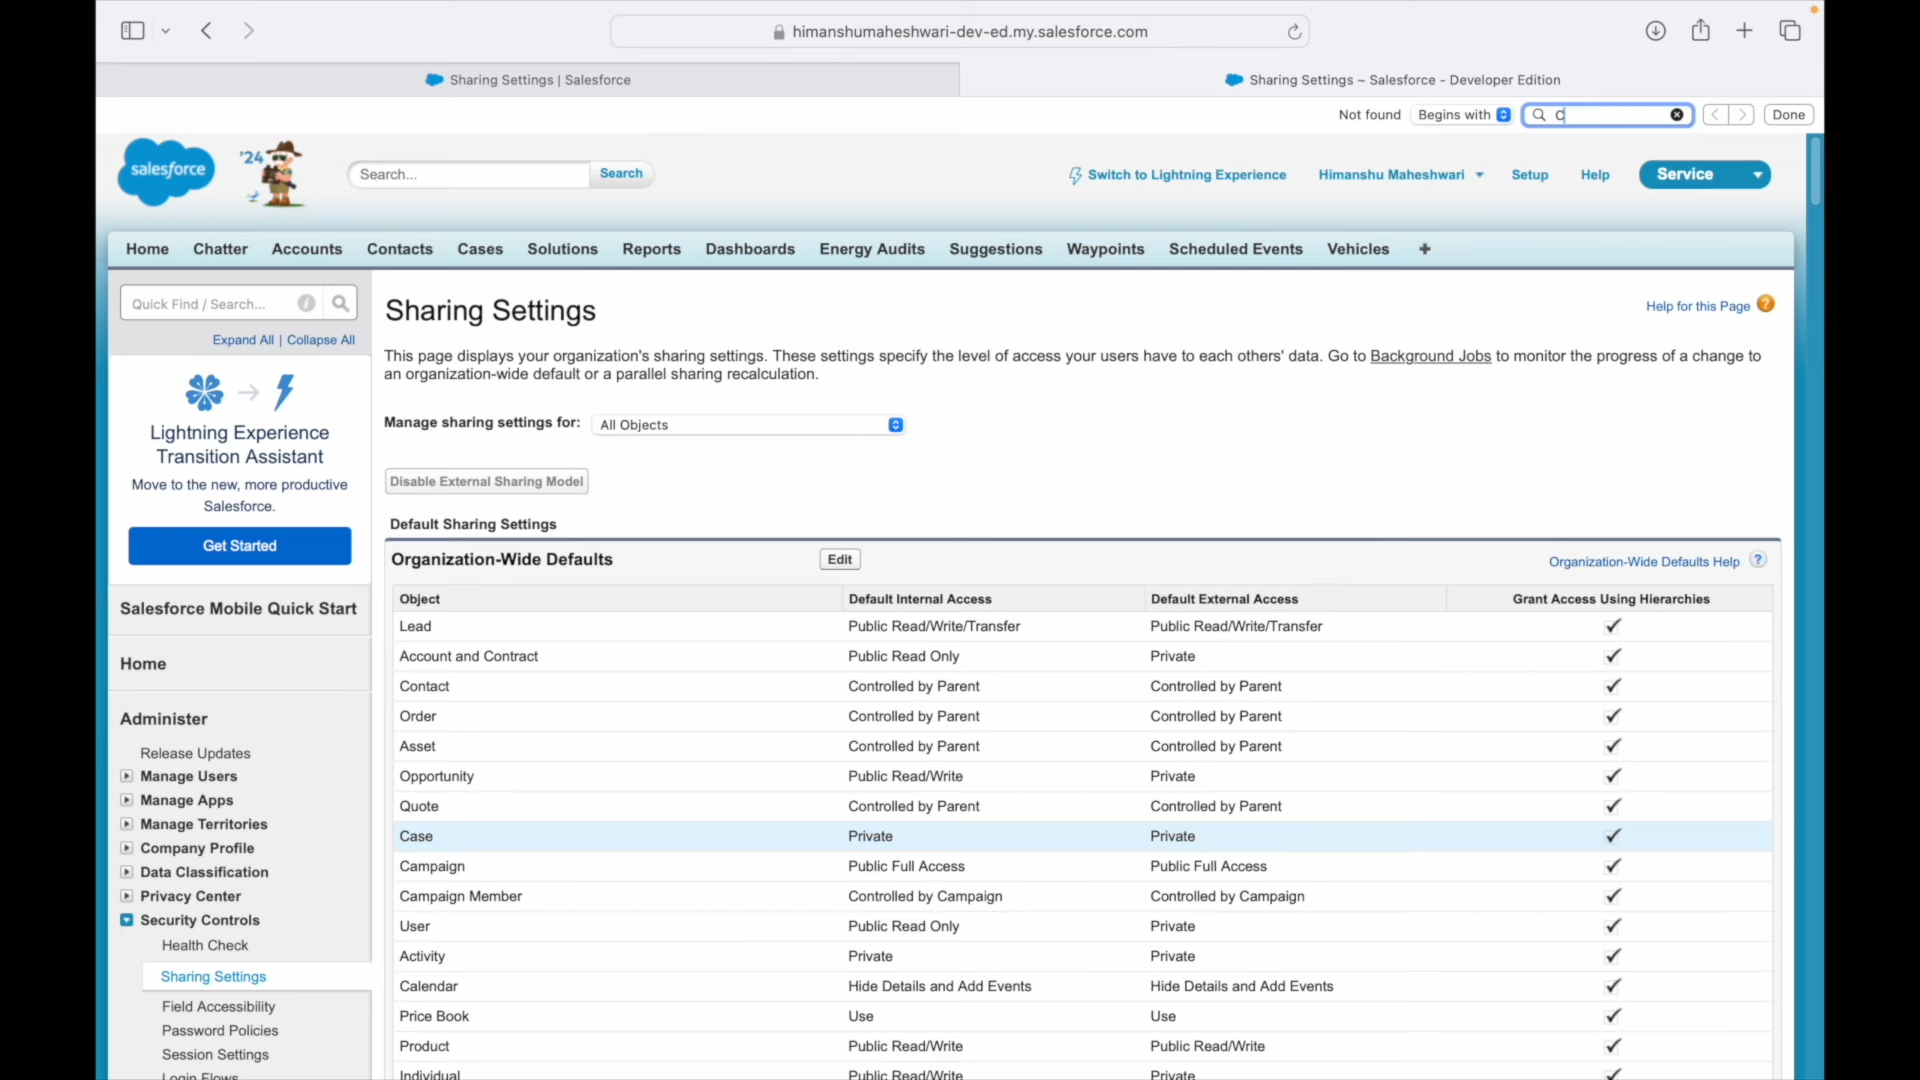 himanshumaheshwari-dev-ed.my.salesforce.com
Sharing Settings | Salesforce
Sharing Settings ~ Salesforce - Developer Edition
Not found
Begins with
C
Done
salesforce
'24
Search...
Search
Switch to Lightning Experience
Himanshu Maheshwari
Setup
Help
Service
Home Chatter Accounts Contacts Cases Solutions Reports Dashboards Energy Audits Suggestions Waypoints Scheduled Events Vehicles +
Quick Find / Search...
Expand All | Collapse All
Lightning Experience
Transition Assistant
Move to the new, more productive
Salesforce.
Get Started
Salesforce Mobile Quick Start
Home
Administer
Release Updates
Manage Users
Manage Apps
Manage Territories
Company Profile
Data Classification
Privacy Center
Security Controls
Health Check
Sharing Settings
Field Accessibility
Password Policies
Session Settings
Login Flows
Sharing Settings
Help for this Page ?
This page displays your organization's sharing settings. These settings specify the level of access your users have to each others' data. Go to Background Jobs to monitor the progress of a change to
an organization-wide default or a parallel sharing recalculation.
Manage sharing settings for: All Objects
Disable External Sharing Model
Default Sharing Settings
Organization-Wide Defaults Edit Organization-Wide Defaults Help ?
Object Default Internal Access Default External Access Grant Access Using Hierarchies
Lead Public Read/Write/Transfer Public Read/Write/Transfer
Account and Contract Public Read Only Private
Contact Controlled by Parent Controlled by Parent
Order Controlled by Parent Controlled by Parent
Asset Controlled by Parent Controlled by Parent
Opportunity Public Read/Write Private
Quote Controlled by Parent Controlled by Parent
Case Private Private
Campaign Public Full Access Public Full Access
Campaign Member Controlled by Campaign Controlled by Campaign
User Public Read Only Private
Activity Private Private
Calendar Hide Details and Add Events Hide Details and Add Events
Price Book Use Use
Product Public Read/Write Public Read/Write
Individual Public Read/Write Private